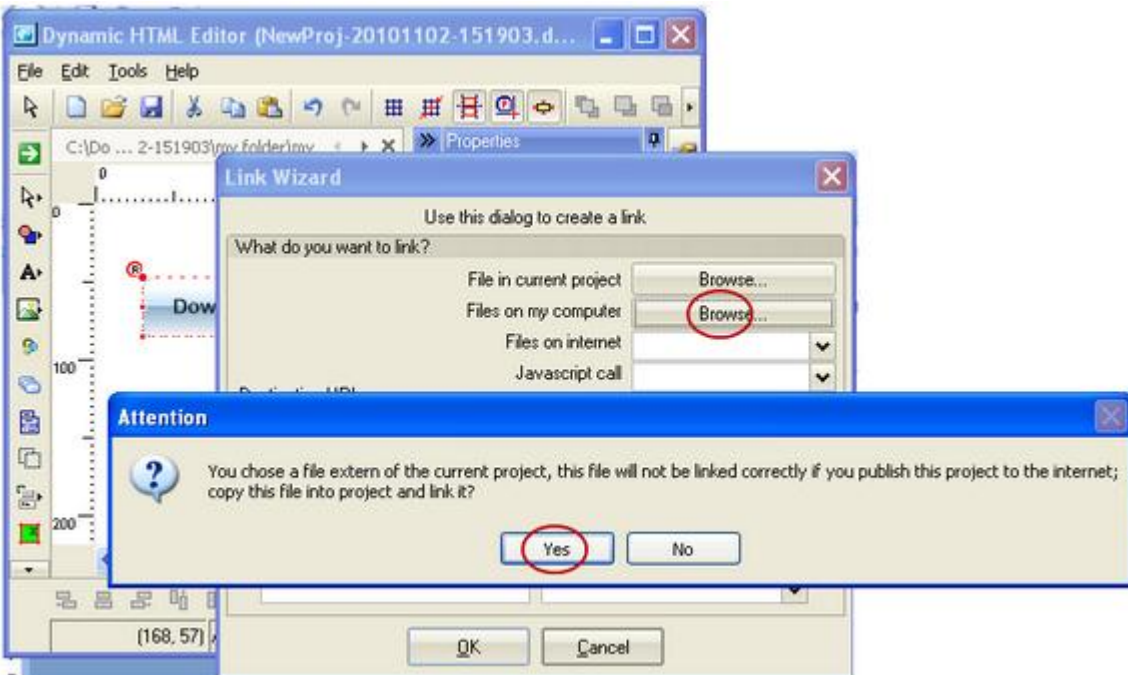 Dynamic HTML Editor (NewProj-20101102-151903.d...
File Edit Tools Help
C:\Do ... 2-151903\my folder\my
Properties
Link Wizard
Use this dialog to create a link
What do you want to link?
File in current project Browse...
Files on my computer Browse...
Files on internet
Javascript call
0
0
100
200
R
Dow
A
Attention
You chose a file extern of the current project, this file will not be linked correctly if you publish this project to the internet;
copy this file into project and link it?
Yes No
(168, 57)
OK Cancel